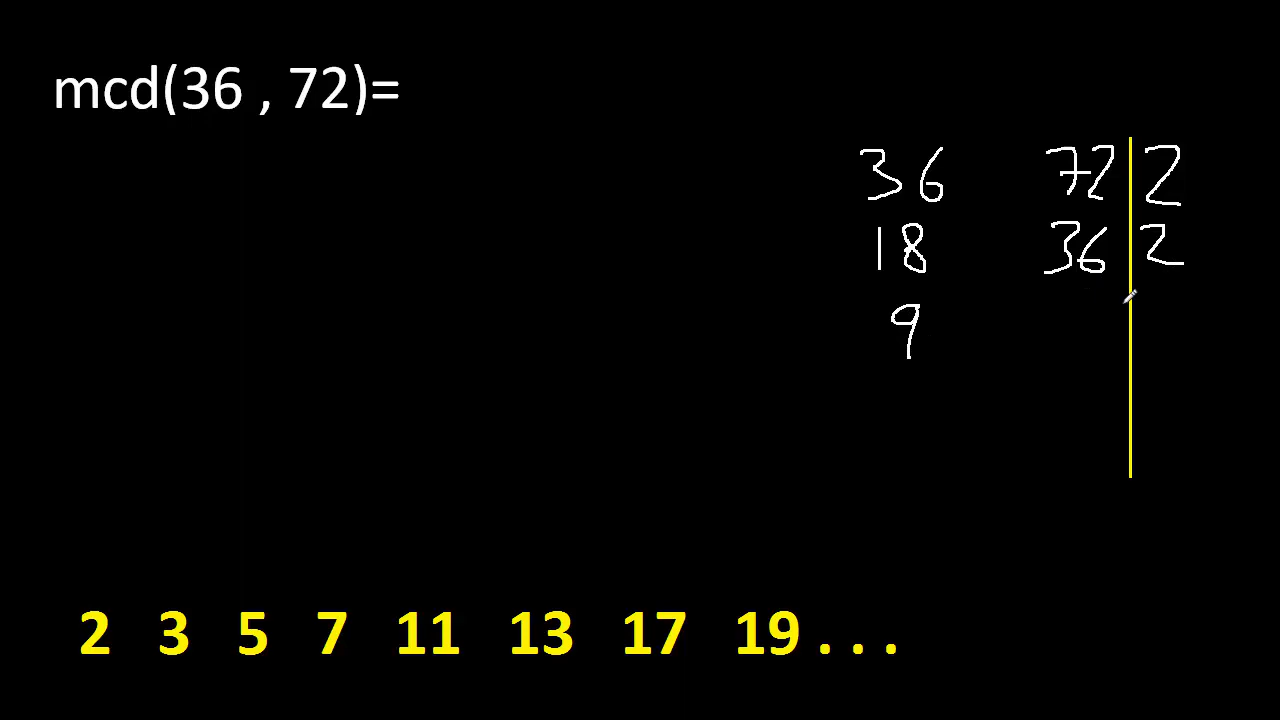 mcd(36 , 72)=
36 72 2
18 36 2
9
2 3 5 7 11 13 17 19 . . .